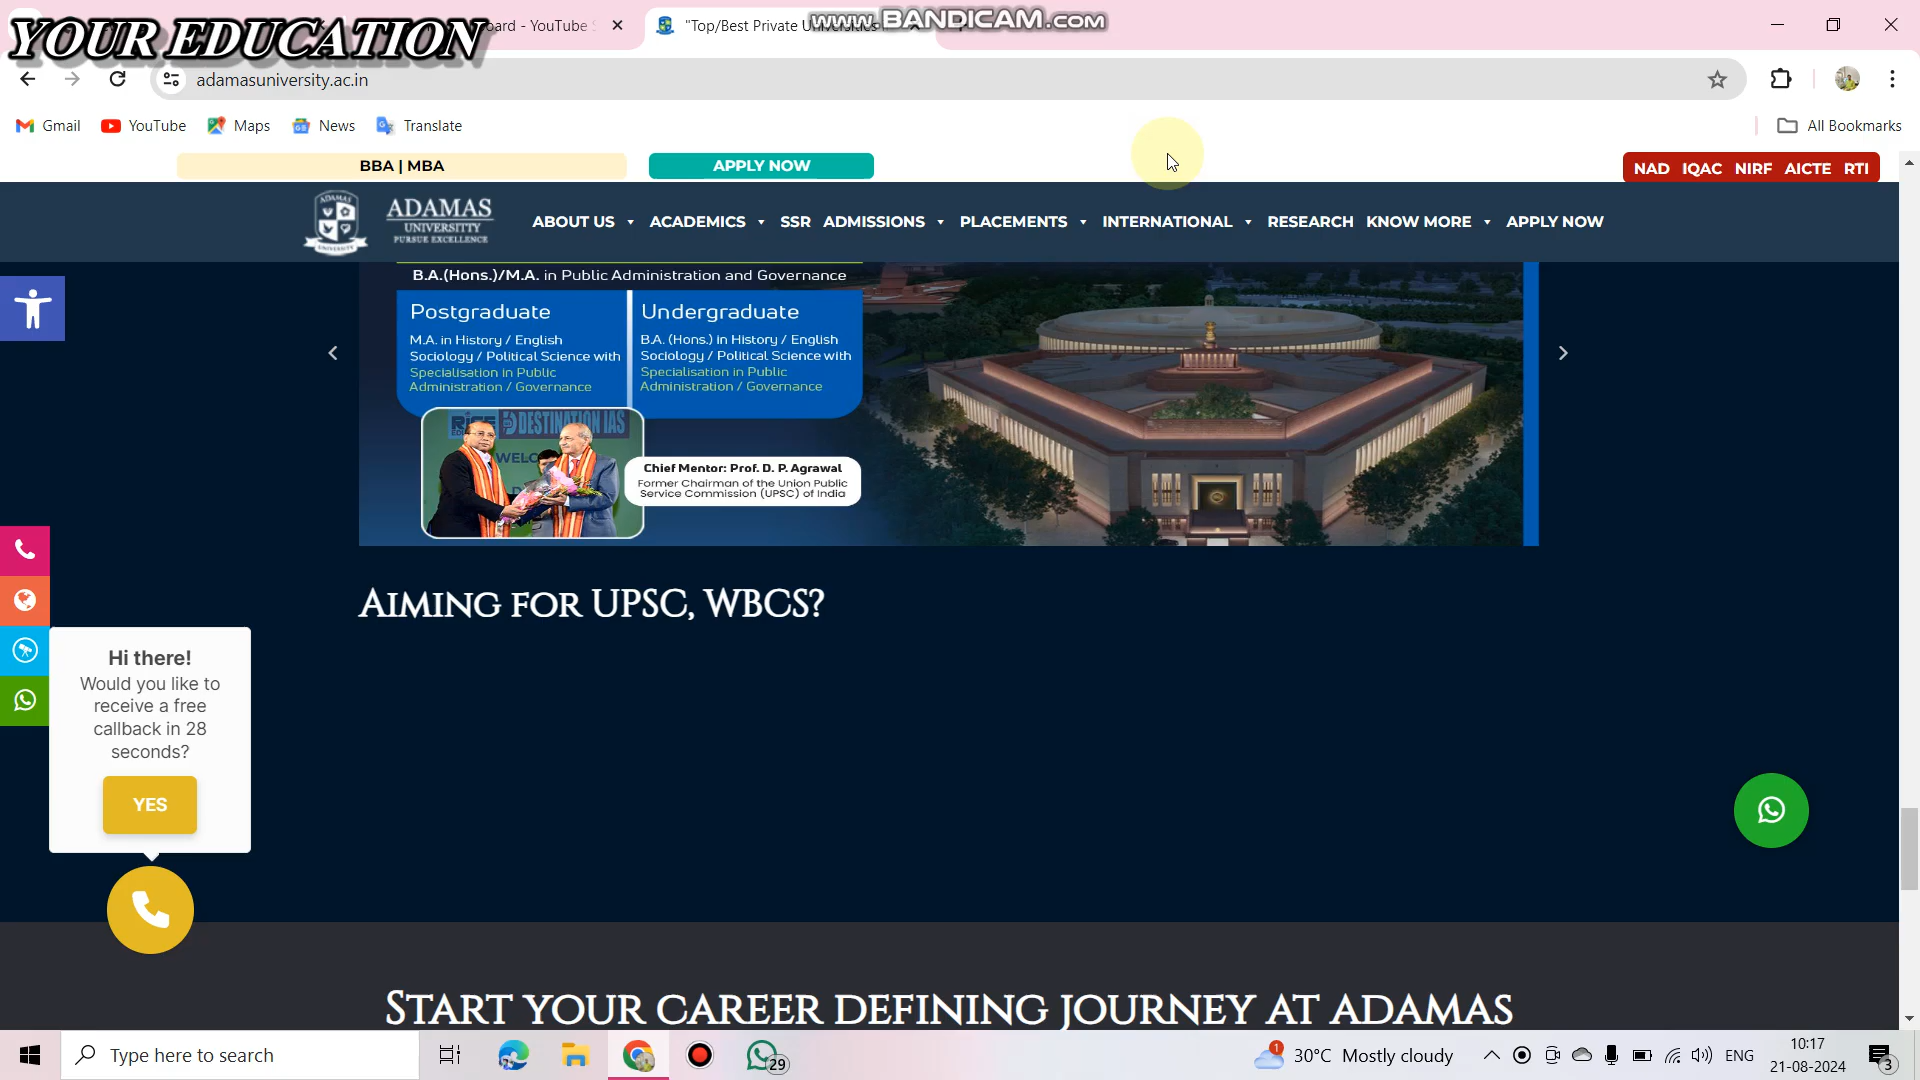 YOUR EDUCATION
oard - YouTube
"Top/Best Private Universities
www.BANDICAM.COM
adamasuniversity.ac.in
Gmail
YouTube
Maps
News
Translate
All Bookmarks
BBA | MBA
APPLY NOW
NAD IQAC NIRF AICTE RTI
ADAMAS
UNIVERSITY
PURSUE EXCELLENCE
ABOUT US
ACADEMICS
SSR
ADMISSIONS
PLACEMENTS
INTERNATIONAL
RESEARCH
KNOW MORE
APPLY NOW
B.A.(Hons.)/M.A. in Public Administration and Governance
Postgraduate
M.A. in History / English
Sociology / Political Science with
Specialisation in Public
Administration / Governance
Undergraduate
B.A. (Hons.) in History / English
Sociology / Political Science with
Specialisation in Public
Administration / Governance
DESTINATION IAS
WELCO
Chief Mentor: Prof. D. P. Agrawal
Former Chairman of the Union Public
Service Commission (UPSC) of India
AIMING FOR UPSC, WBCS?
Hi there!
Would you like to
receive a free
callback in 28
seconds?
YES
START YOUR CAREER DEFINING JOURNEY AT ADAMAS
Type here to search
29
1
30°C Mostly cloudy
ENG
10:17
21-08-2024
3